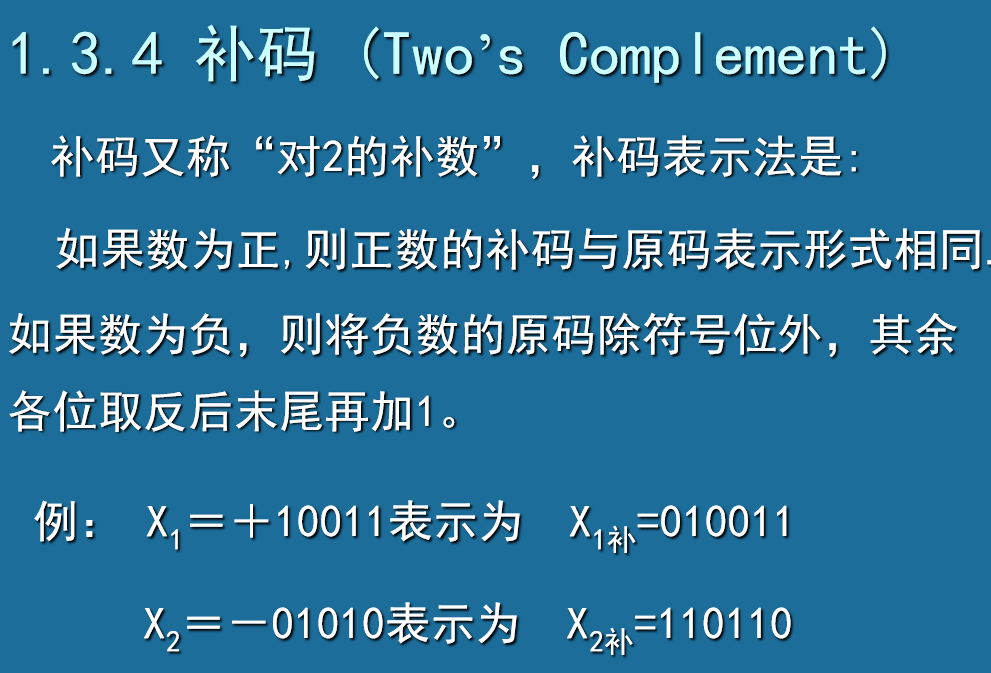 1.3.4 补码 (Two’s Complement)
补码又称“对2的补数”，补码表示法是:
如果数为正,则正数的补码与原码表示形式相同.
如果数为负，则将负数的原码除符号位外，其余
各位取反后末尾再加1。
例： X1＝＋10011表示为 X1补=010011
X2＝－01010表示为 X2补=110110